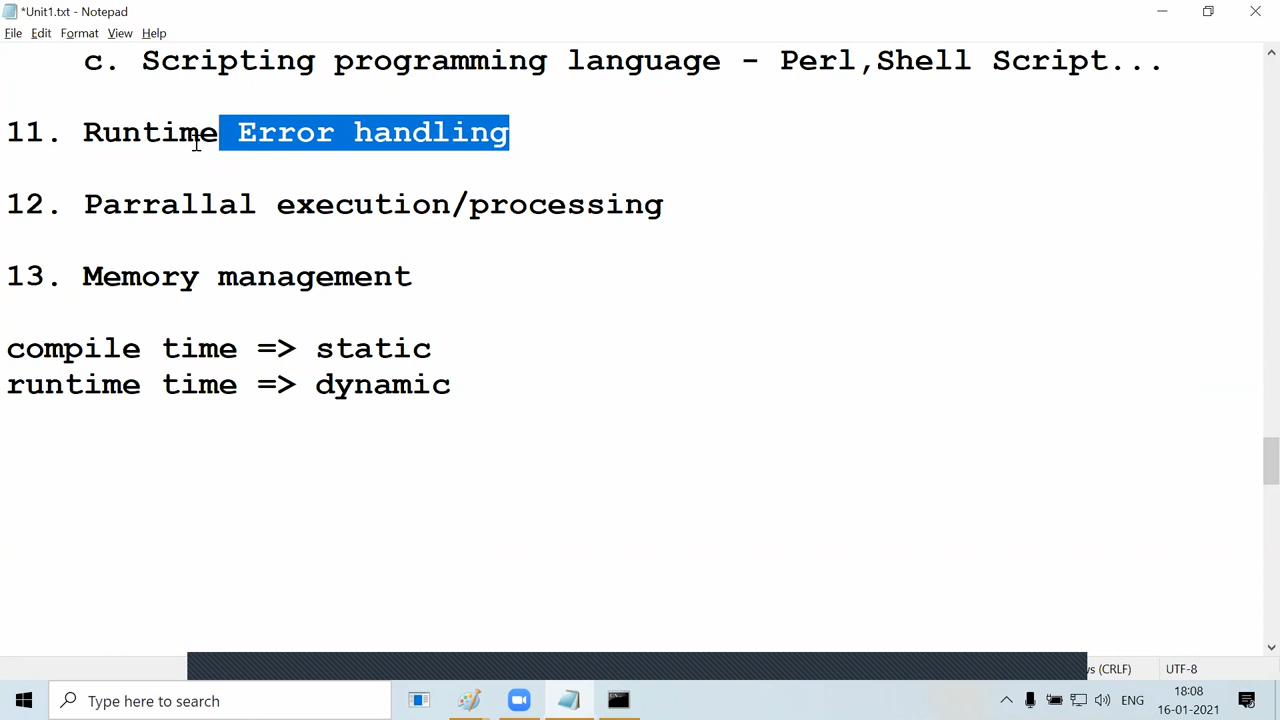 *Unit1.txt - Notepad
File Edit Format View Help
c. Scripting programming language - Perl,Shell Script...
11. Runtime Error handling
12. Parrallal execution/processing
13. Memory management
compile time => static
runtime time => dynamic
(CRLF) UTF-8
Type here to search
ENG
18:08
16-01-2021